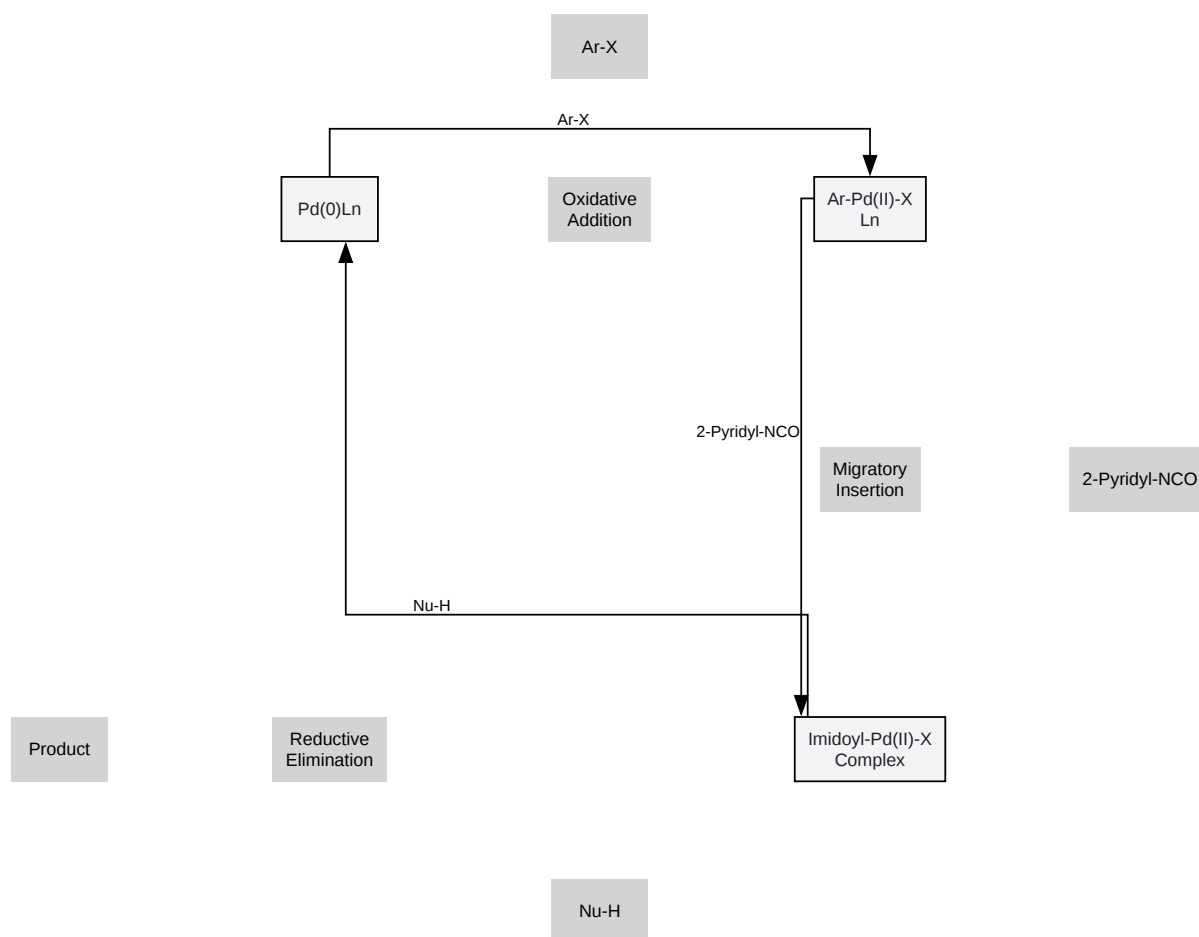 Ar-X
Ar-X
Pd(0)Ln
Oxidative
Addition
Ar-Pd(II)-X
Ln
2-Pyridyl-NCO
Migratory
Insertion
2-Pyridyl-NCO
Nu-H
Product
Reductive
Elimination
Imidoyl-Pd(II)-X
Complex
Nu-H